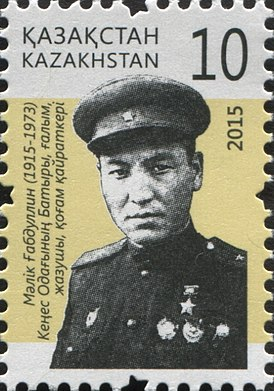 ҚАЗАҚСТАН
KAZAKHSTAN
10
2015
Мәлік Ғабдуллин (1915-1973)
Кеңес Одағының Батыры, ғалым,
жазушы, қоғам қайраткері